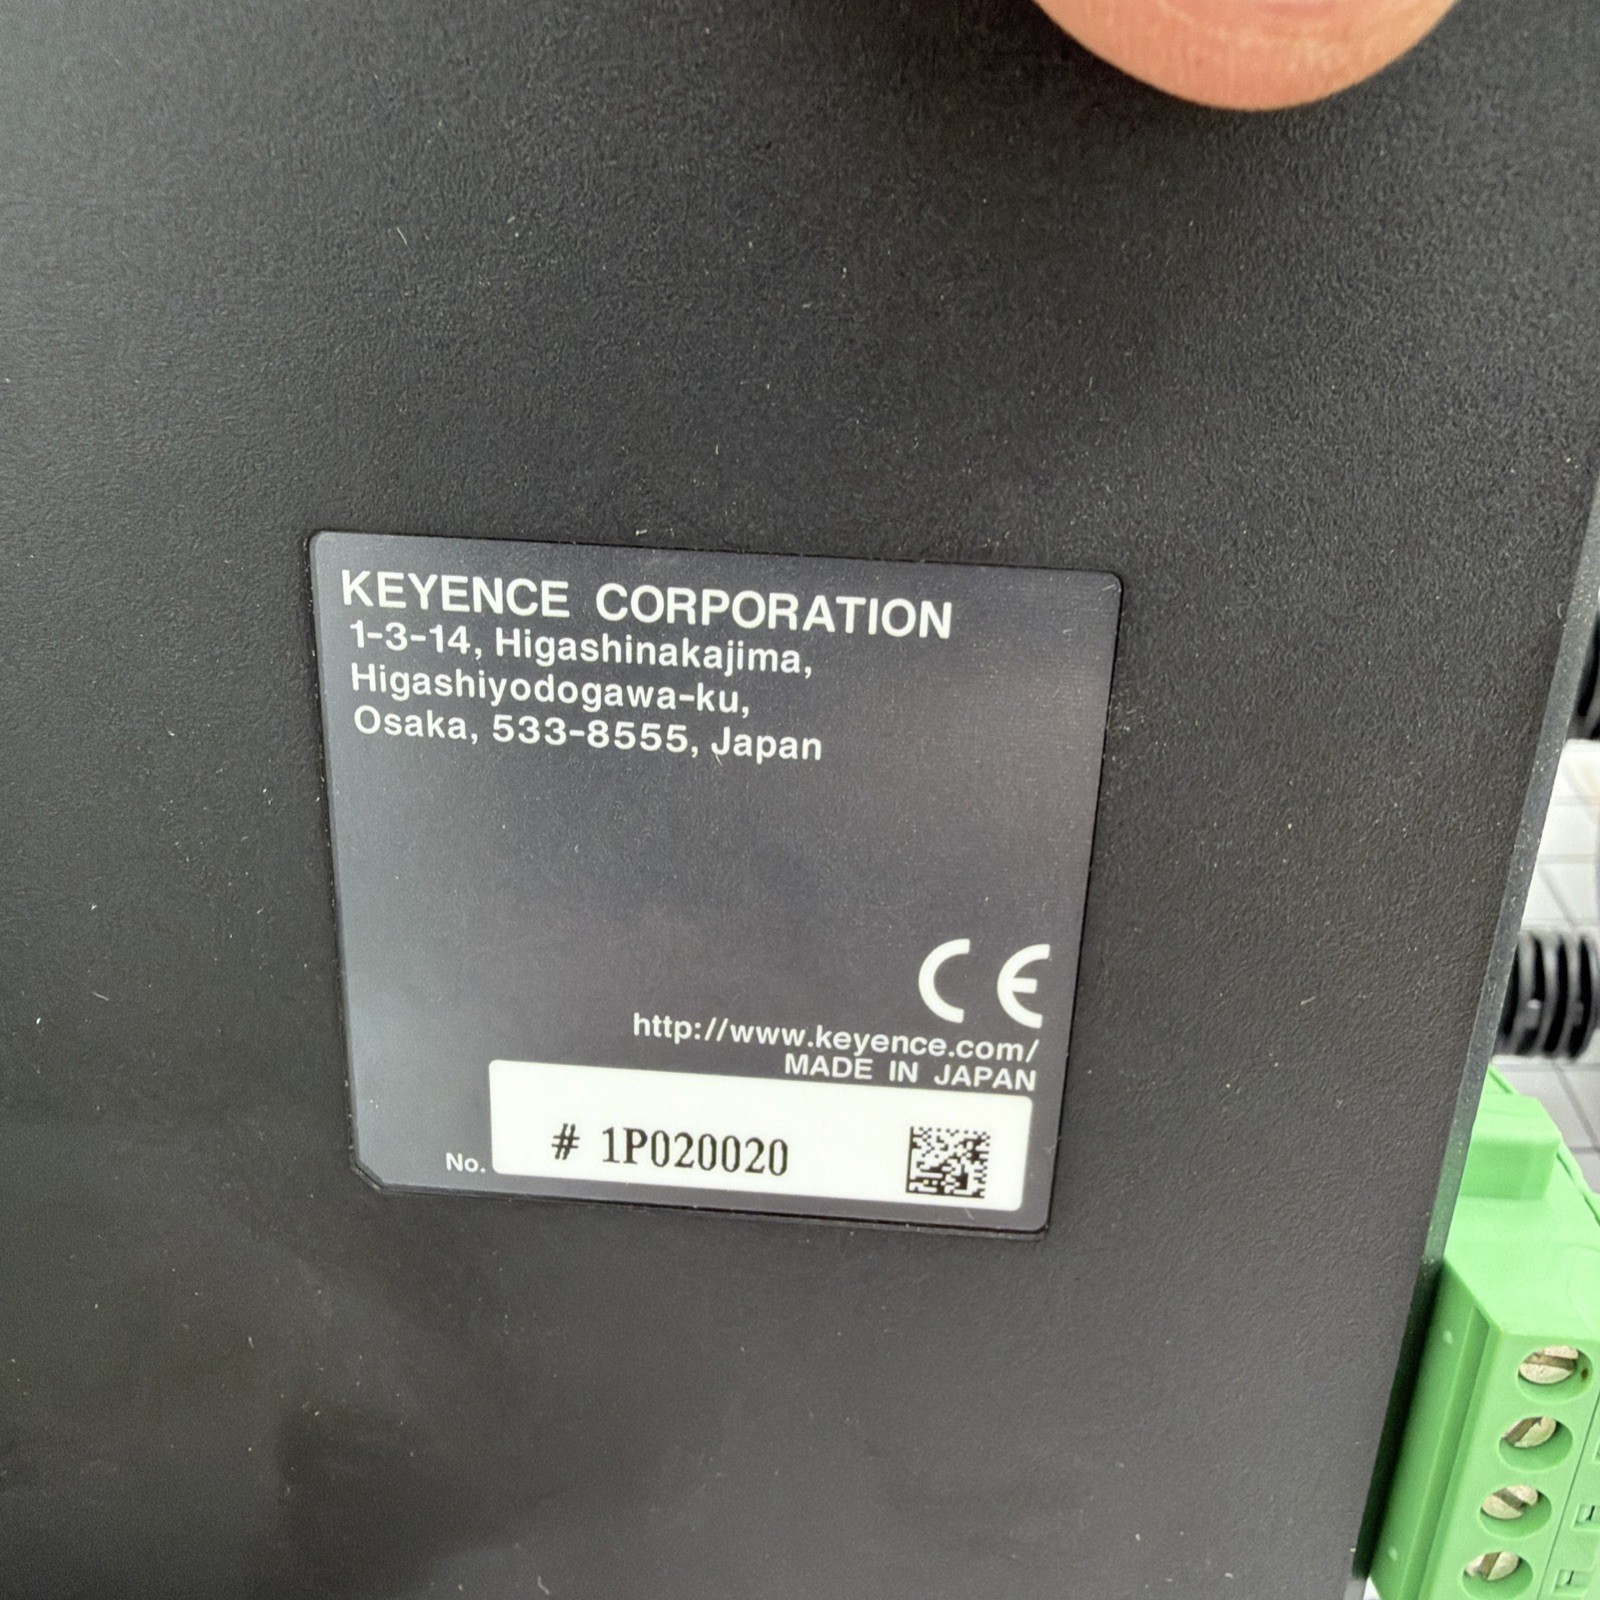 KEYENCE CORPORATION
1-3-14, Higashinakajima,
Higashiyodogawa-ku,
Osaka, 533-8555, Japan
CE
http://www.keyence.com/
MADE IN JAPAN
No. # 1P020020